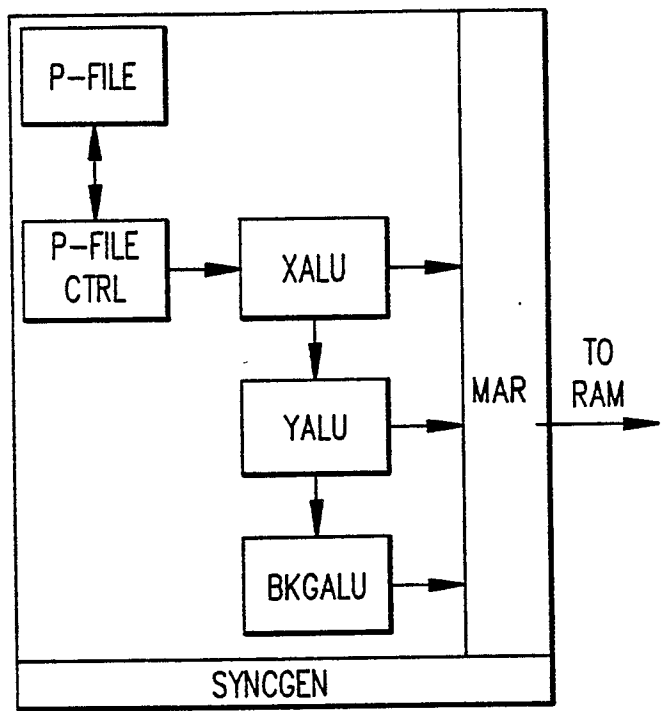 P-FILE
P-FILE
CTRL
XALU
YALU
BKGALU
MAR
TO
RAM
SYNCGEN